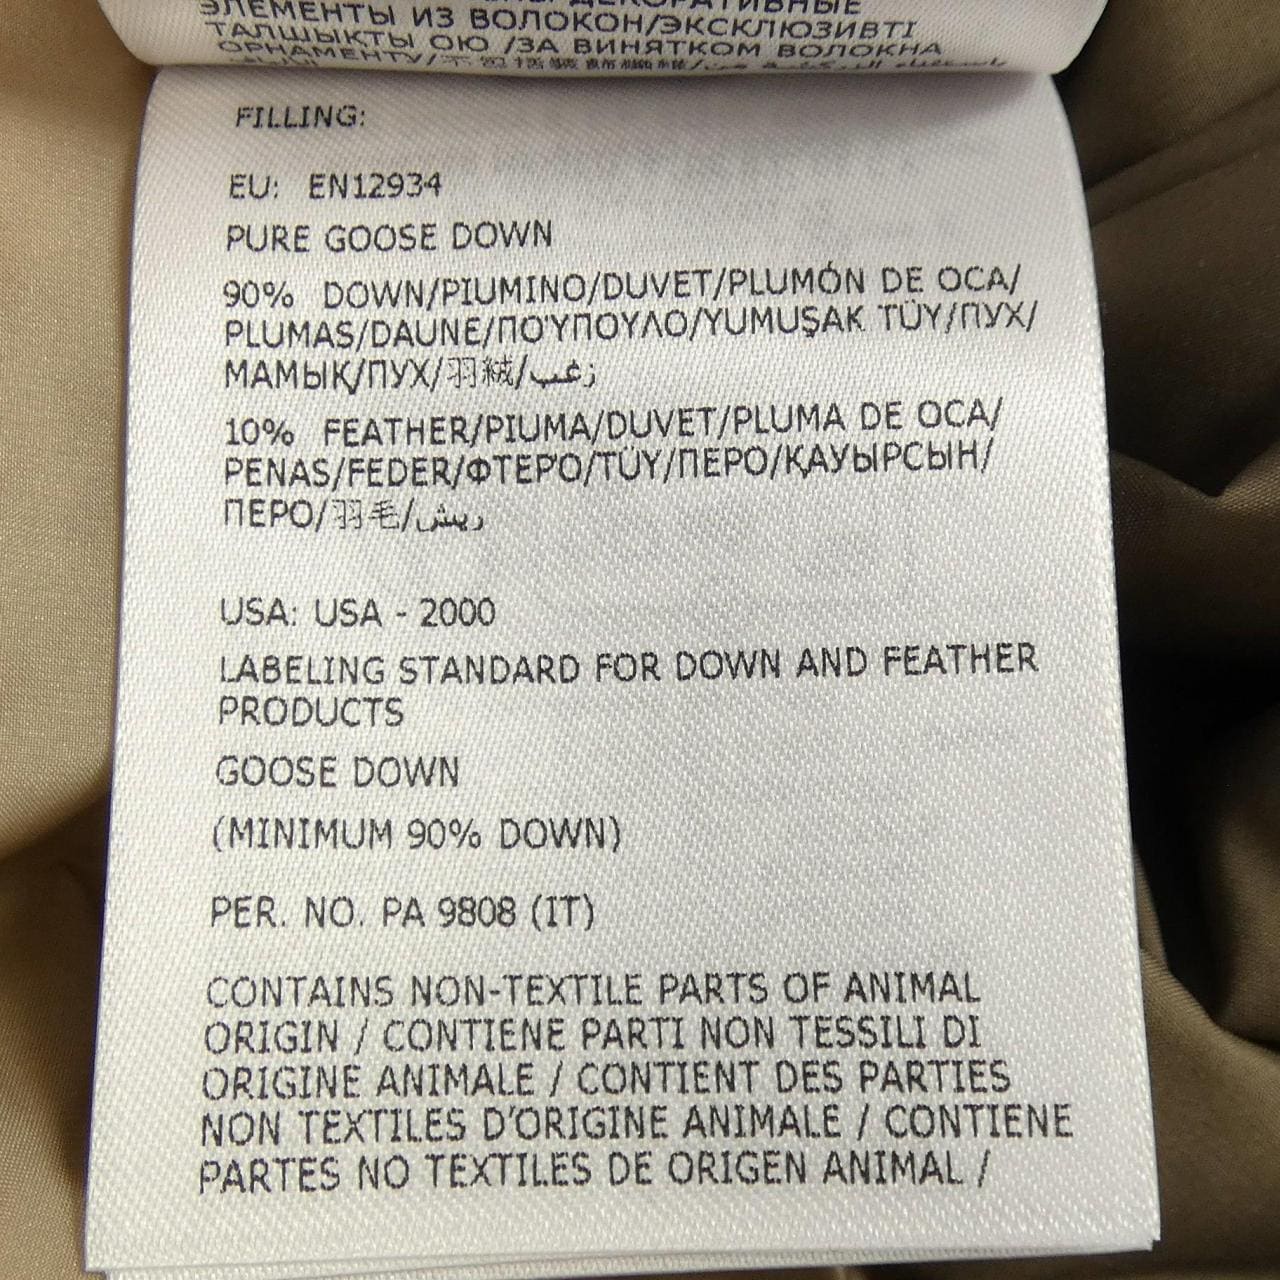 ЭЛЕМЕНТЫ ИЗ ВОЛОКОН/ЭКСКЛЮЗИВТІ
ТАЛШЫҚТЫ ОЮ /ЗА ВИНЯТКОМ ВОЛОКНА
ОРНАМЕНТУ/
FILLING:
EU: EN12934
PURE GOOSE DOWN
90% DOWN/PIUMINO/DUVET/PLUMÓN DE OCA/
PLUMAS/DAUNE/ΠΟΎΠΟΥΛΟ/YUMUŞAK TÜY/ПУХ/
МАМЫҚ/ПУХ/羽絨/زغب
10% FEATHER/PIUMA/DUVET/PLUMA DE OCA/
PENAS/FEDER/ΦΤΕΡΌ/TÜY/ПЕРО/ҚАУЫРСЫН/
ПЕРО/羽毛/ريش
USA: USA - 2000
LABELING STANDARD FOR DOWN AND FEATHER
PRODUCTS
GOOSE DOWN
(MINIMUM 90% DOWN)
PER. NO. PA 9808 (IT)
CONTAINS NON-TEXTILE PARTS OF ANIMAL
ORIGIN / CONTIENE PARTI NON TESSILI DI
ORIGINE ANIMALE / CONTIENT DES PARTIES
NON TEXTILES D'ORIGINE ANIMALE / CONTIENE
PARTES NO TEXTILES DE ORIGEN ANIMAL /